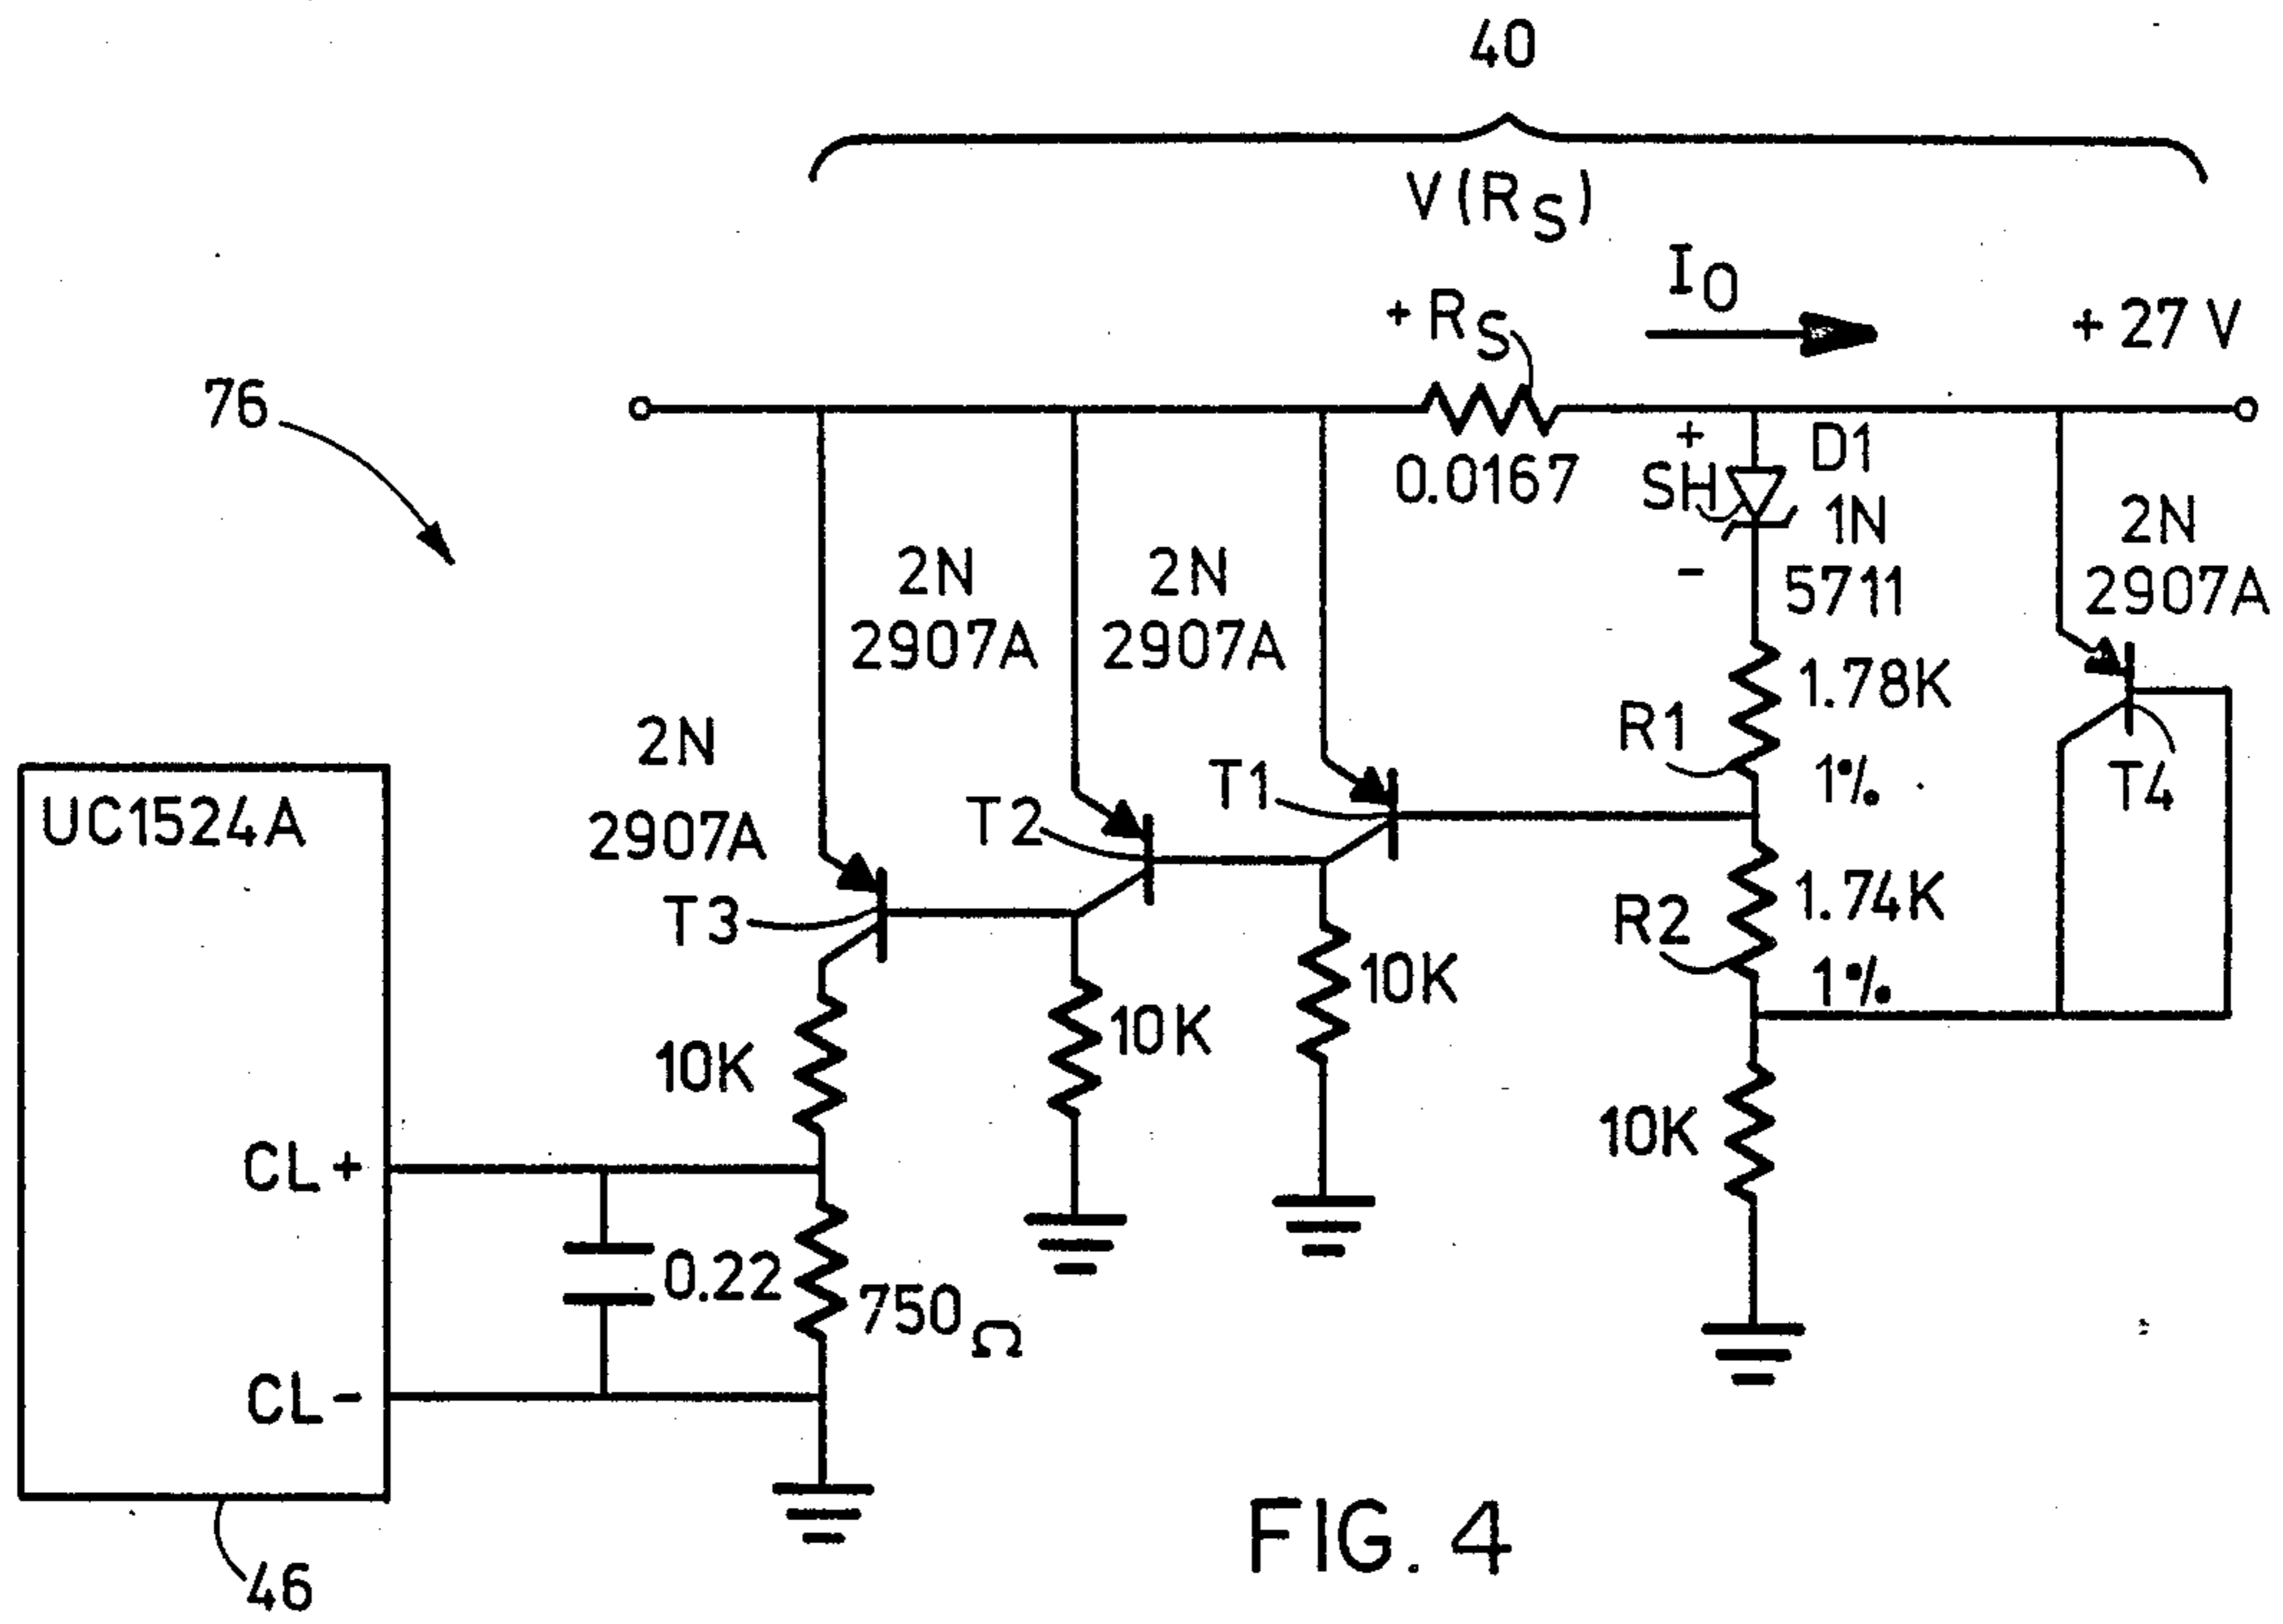 40
V(RS)
IO
+ RS
+ 27 V
76
0.0167
+
SH
-
D1
1N
5711
2N
2907A
2N
2907A
2N
2907A
2N
2907A
1.78K
1%
R1
T4
T1
T2
T3
UC1524A
1.74K
1%
R2
10K
10K
10K
10K
CL +
0.22
750Ω
CL -
FIG. 4
46